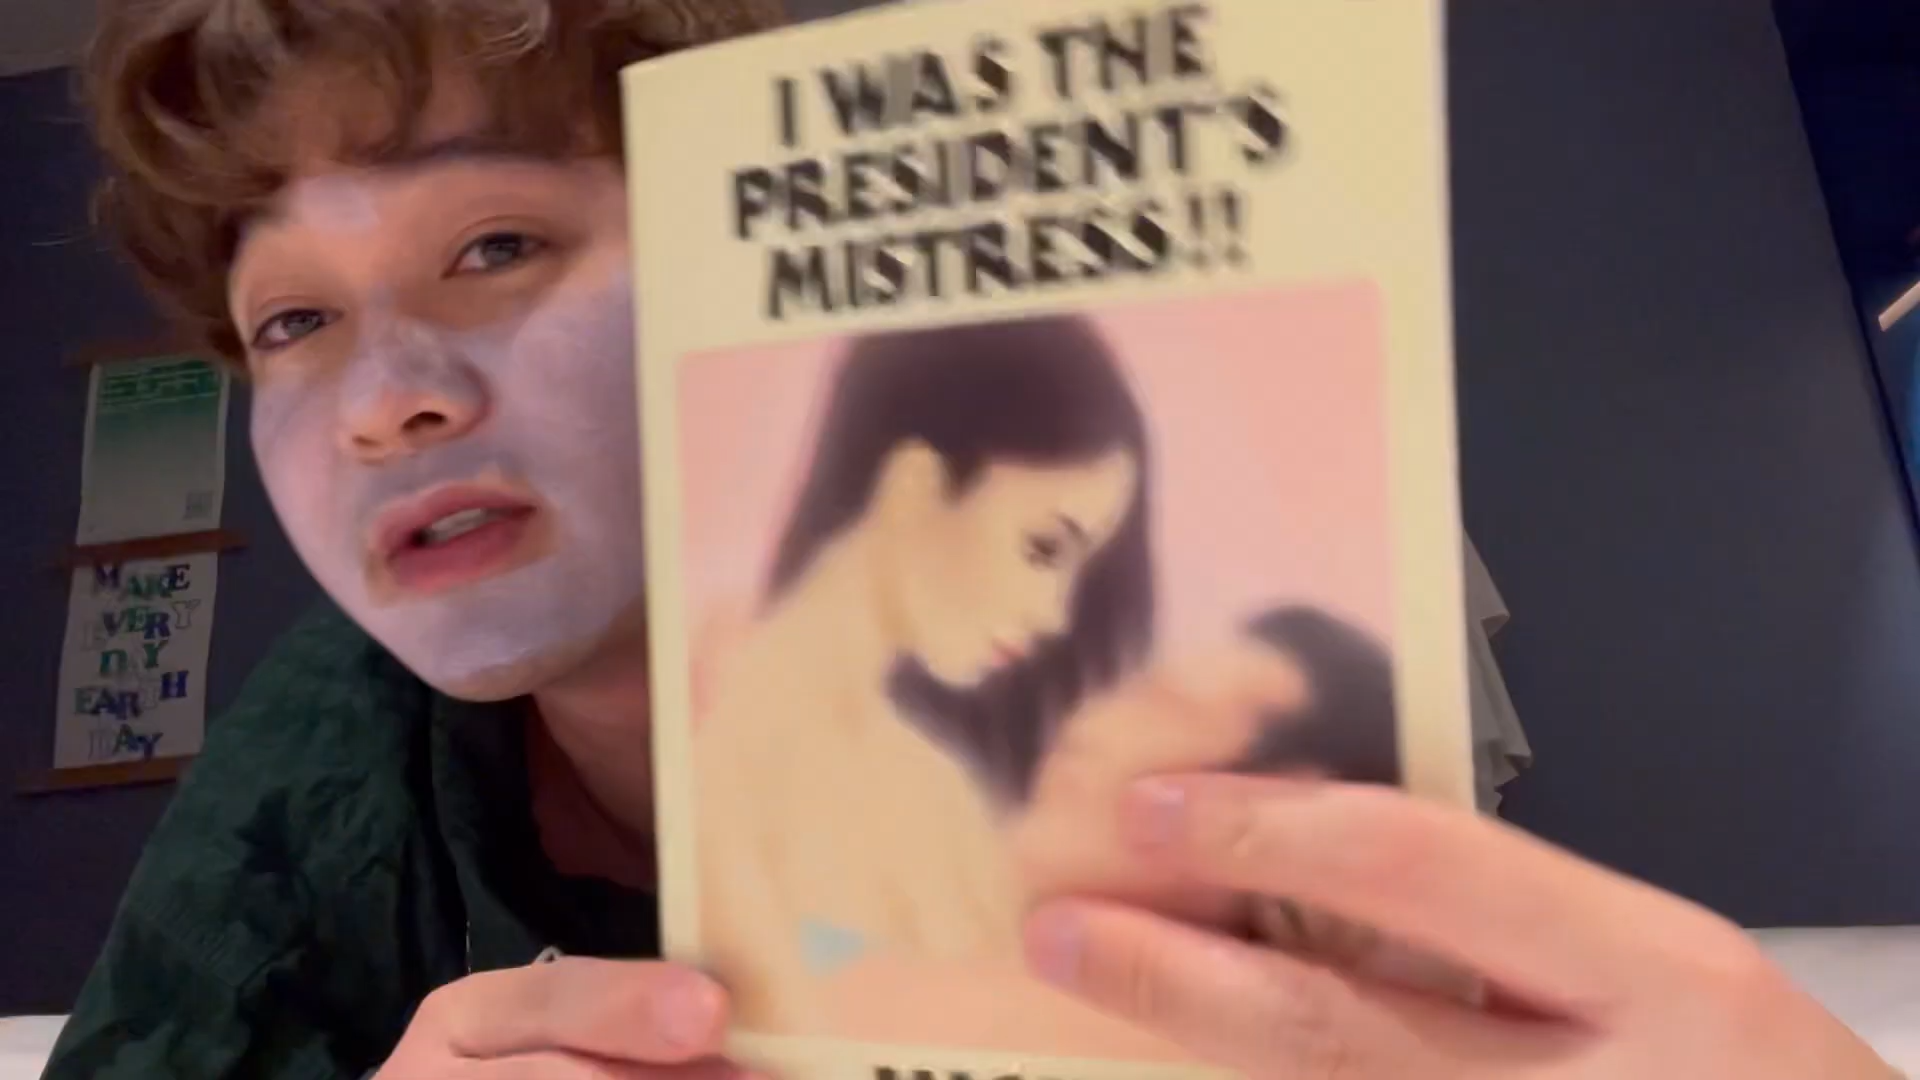 I WAS THE
PRESIDENT'S
MISTRESS!!
MAKE
EVERY
DAY
EARTH
DAY